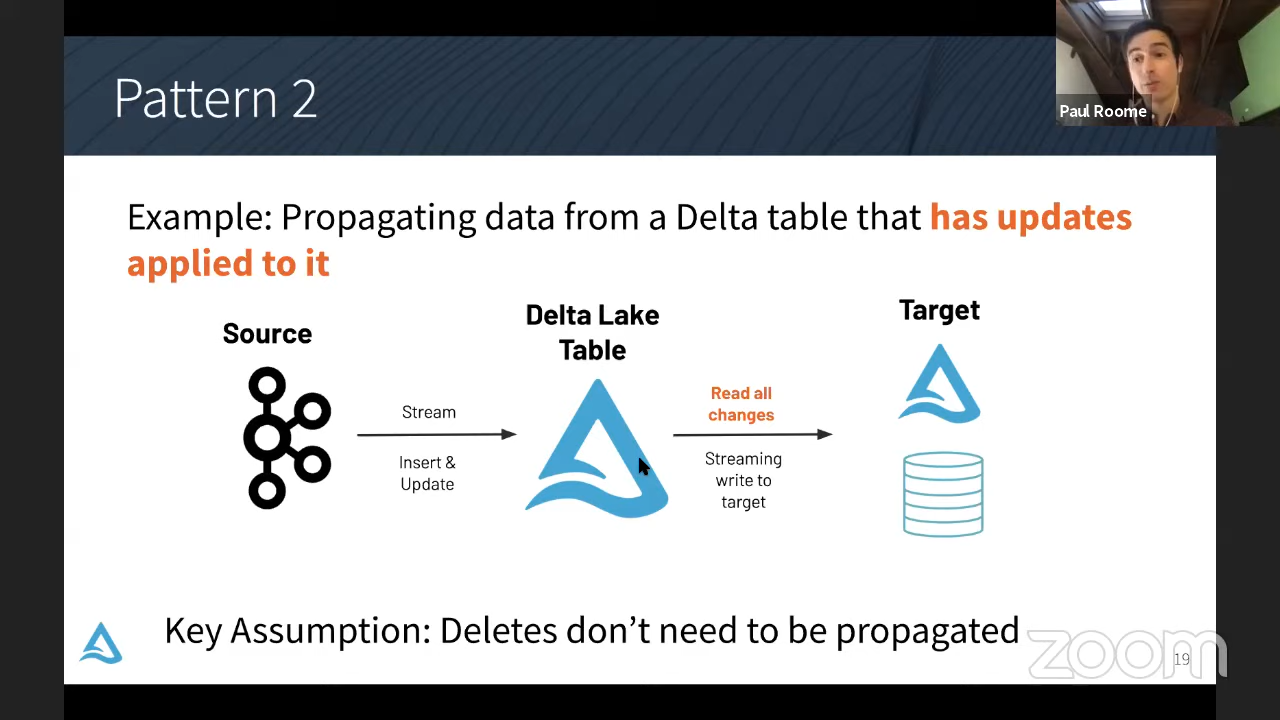 Pattern 2
Paul Roome
Example: Propagating data from a Delta table that has updates
applied to it
Source
Delta Lake
Table
Target
Stream
Insert &
Update
Read all
changes
Streaming
write to
target
Key Assumption: Deletes don't need to be propagated
zoom
19